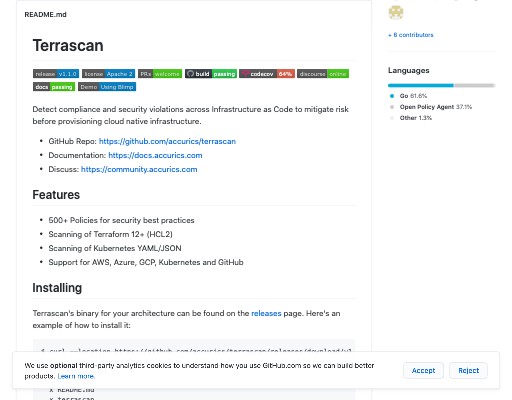 README.md
Terrascan
release v1.1.0 license Apache 2 PRs welcome build passing codecov 64% discourse online
docs passing Demo Using Blimp
Detect compliance and security violations across Infrastructure as Code to mitigate risk
before provisioning cloud native infrastructure.
• GitHub Repo: https://github.com/accurics/terrascan
• Documentation: https://docs.accurics.com
• Discuss: https://community.accurics.com
Features
• 500+ Policies for security best practices
• Scanning of Terraform 12+ (HCL2)
• Scanning of Kubernetes YAML/JSON
• Support for AWS, Azure, GCP, Kubernetes and GitHub
Installing
Terrascan's binary for your architecture can be found on the releases page. Here's an
example of how to install it:
$ curl --location https://github.com/accurics/terrascan/releases/download/v1
x README.md
x terrascan
+ 6 contributors
Languages
Go 61.6%
Open Policy Agent 37.1%
Other 1.3%
We use optional third-party analytics cookies to understand how you use GitHub.com so we can build better
products. Learn more.
Accept
Reject